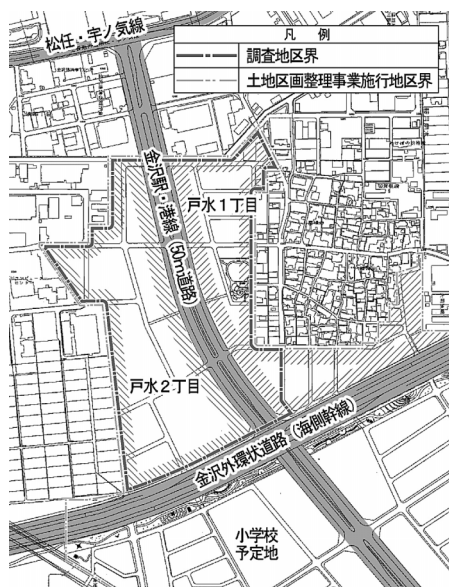 松任・宇ノ気線
凡 例
調査地区界
土地区画整理事業施行地区界
金沢駅・港線（50m道路）
戸水1丁目
戸水2丁目
金沢外環状道路（海側幹線）
小学校
予定地